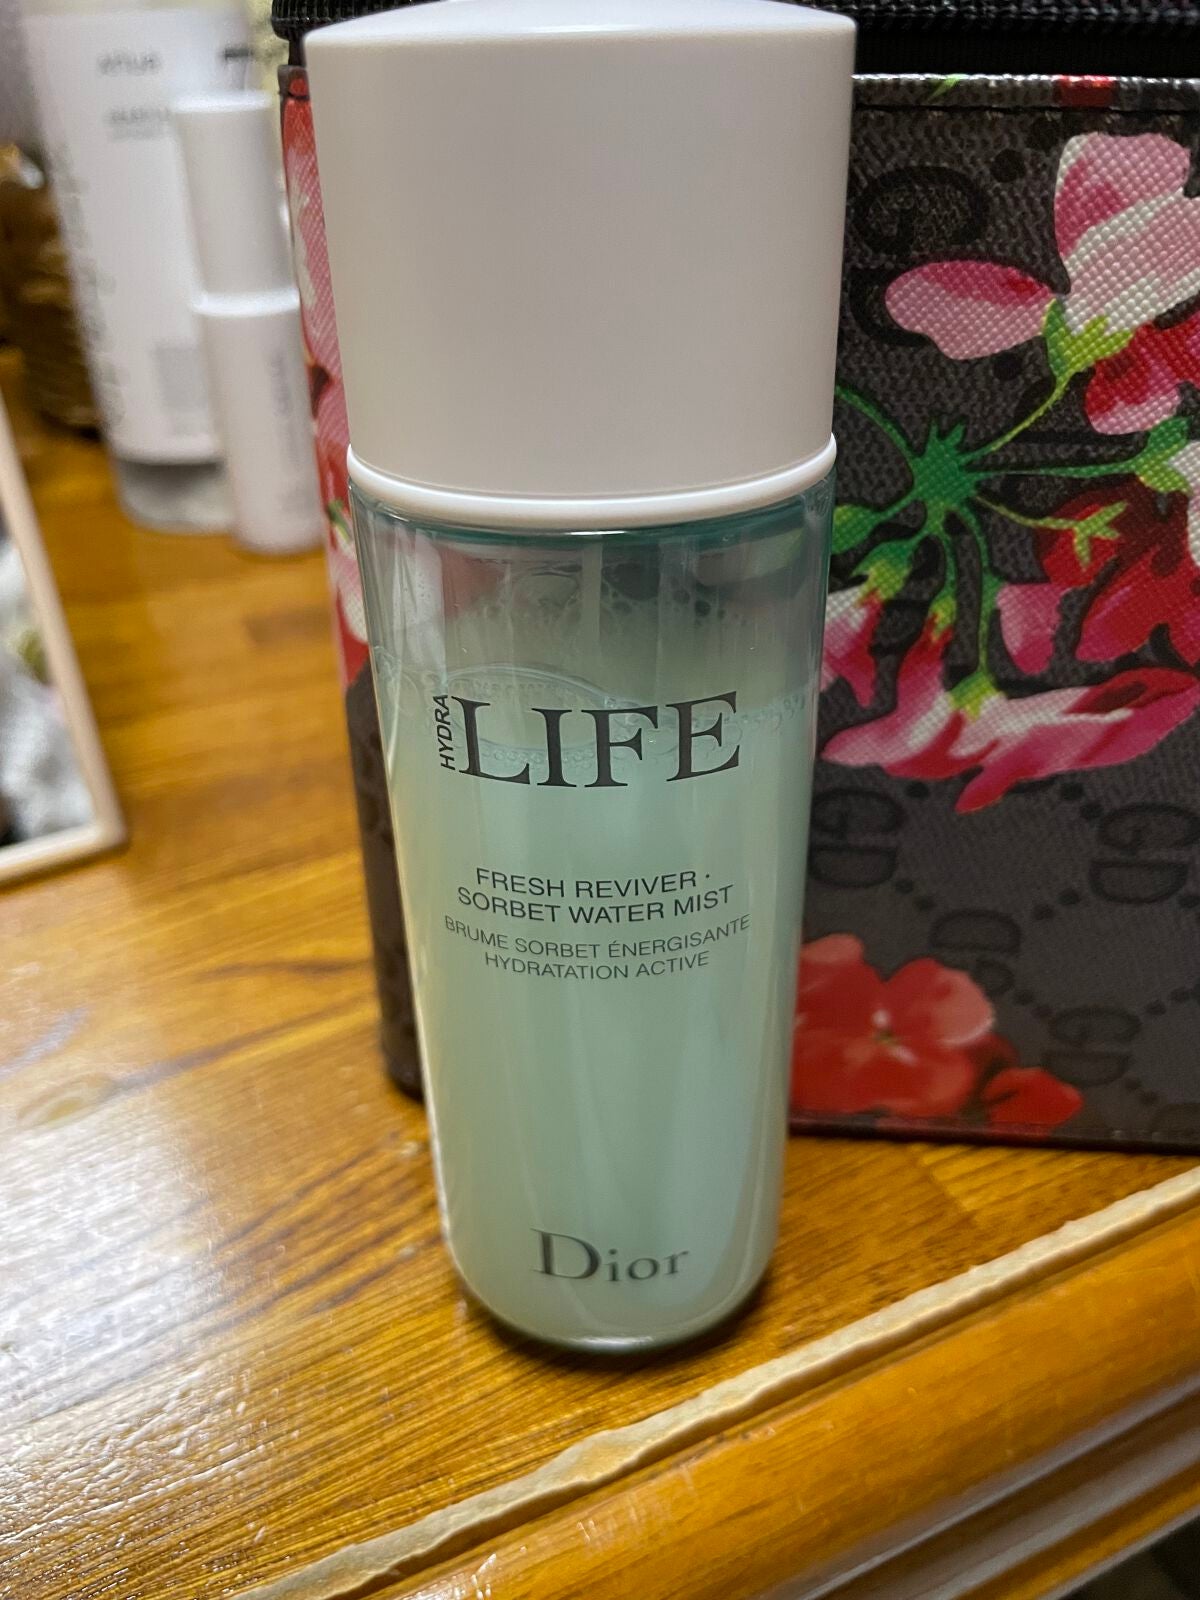 HYDRA
LIFE
FRESH REVIVER ·
SORBET WATER MIST
BRUME SORBET ÉNERGISANTE
HYDRATATION ACTIVE
Dior